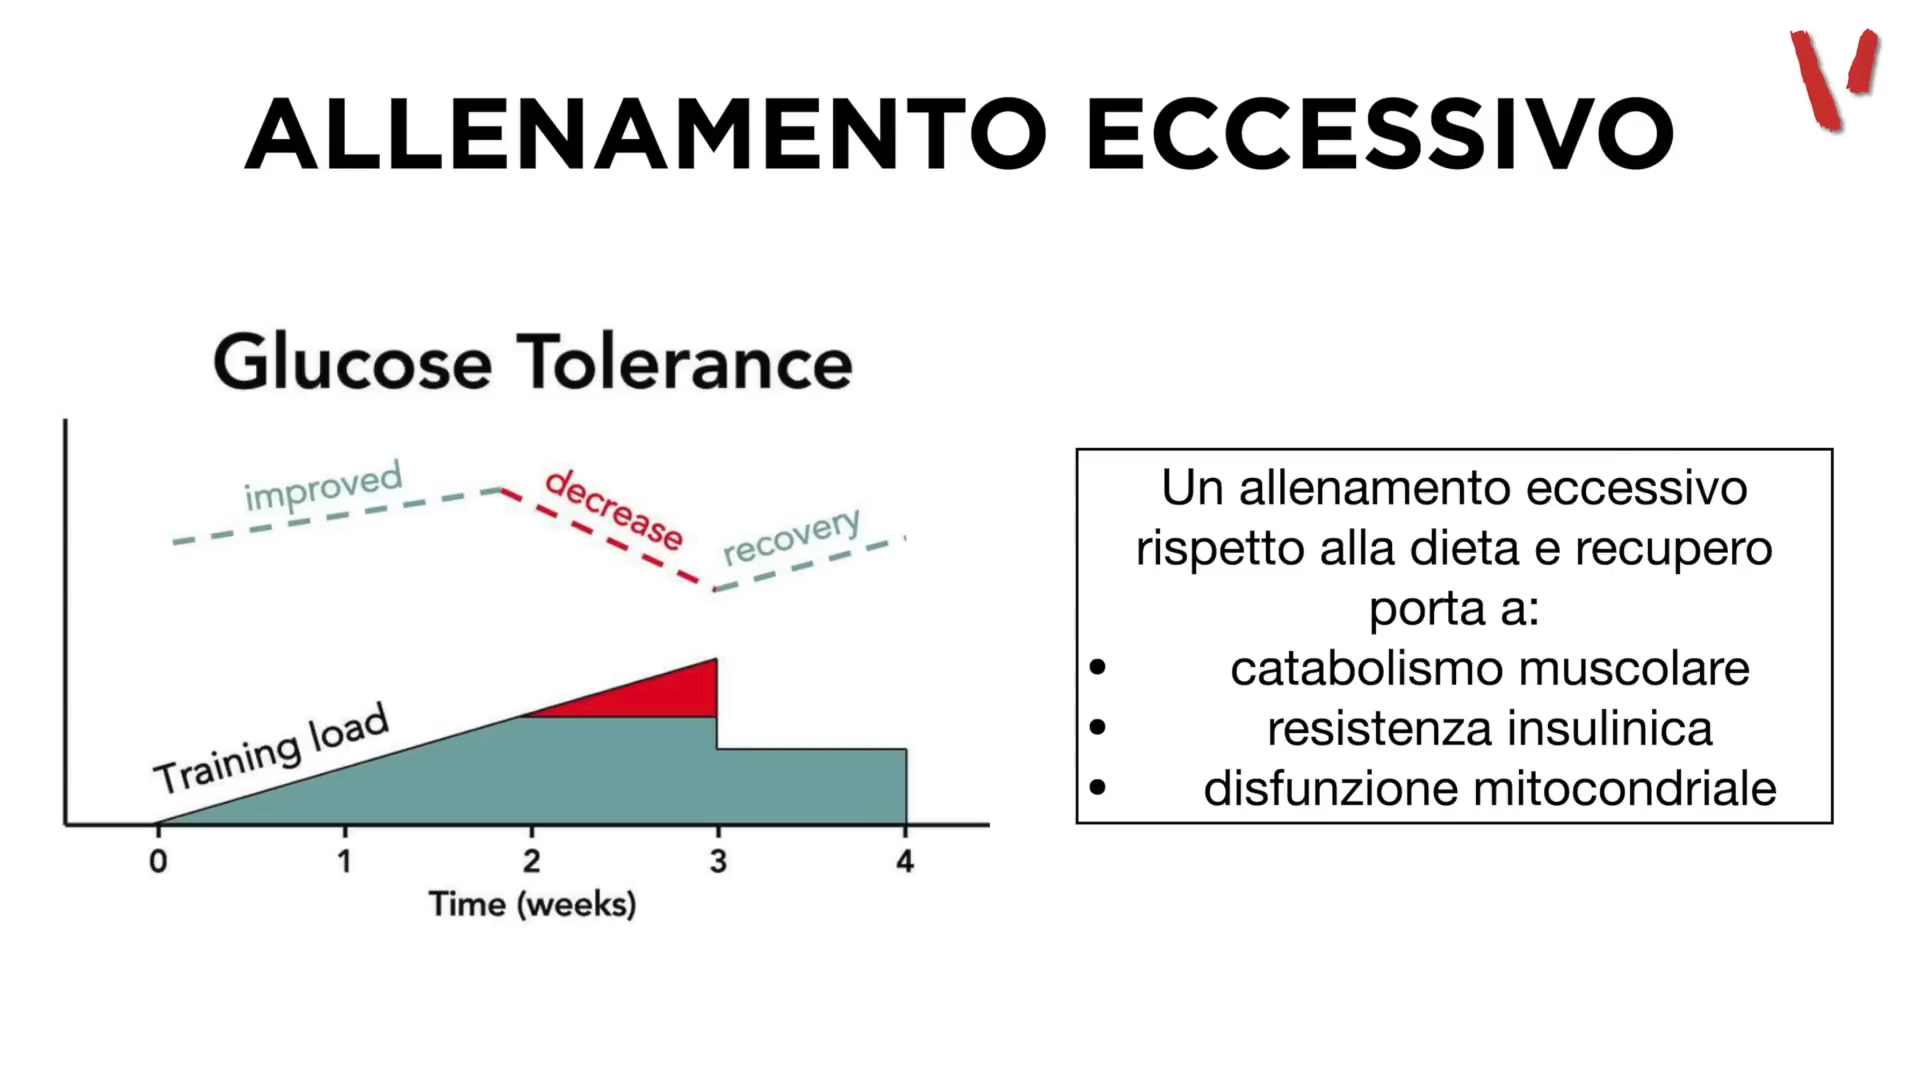 ALLENAMENTO ECCESSIVO
Glucose Tolerance
improved
decrease
recovery
Training load
0 1 2 3 4
Time (weeks)
Un allenamento eccessivo
rispetto alla dieta e recupero
porta a:
• catabolismo muscolare
• resistenza insulinica
• disfunzione mitocondriale